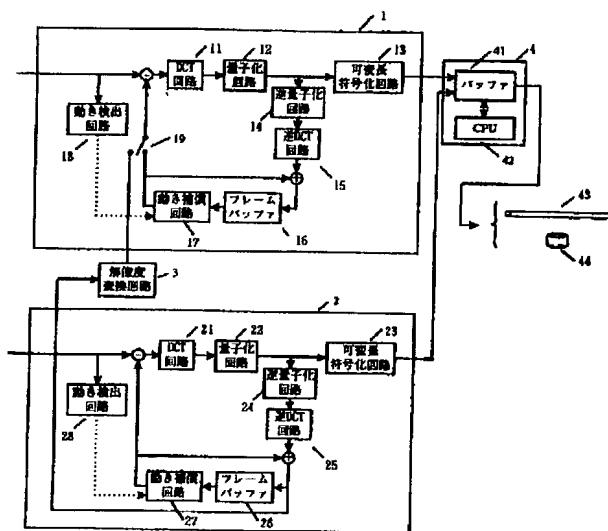 1
11
12
13
DCT
回路
量子化
回路
可変長
符号化回路
41
4
バッファ
CPU
42
動き検出
回路
18
19
逆量子化
回路
14
逆DCT
回路
15
動き補償
回路
17
フレーム
バッファ
16
43
44
解像度
変換回路
3
2
21
22
23
DCT
回路
量子化
回路
可変長
符号化回路
動き検出
回路
28
逆量子化
回路
24
逆DCT
回路
25
動き補償
回路
27
フレーム
バッファ
26